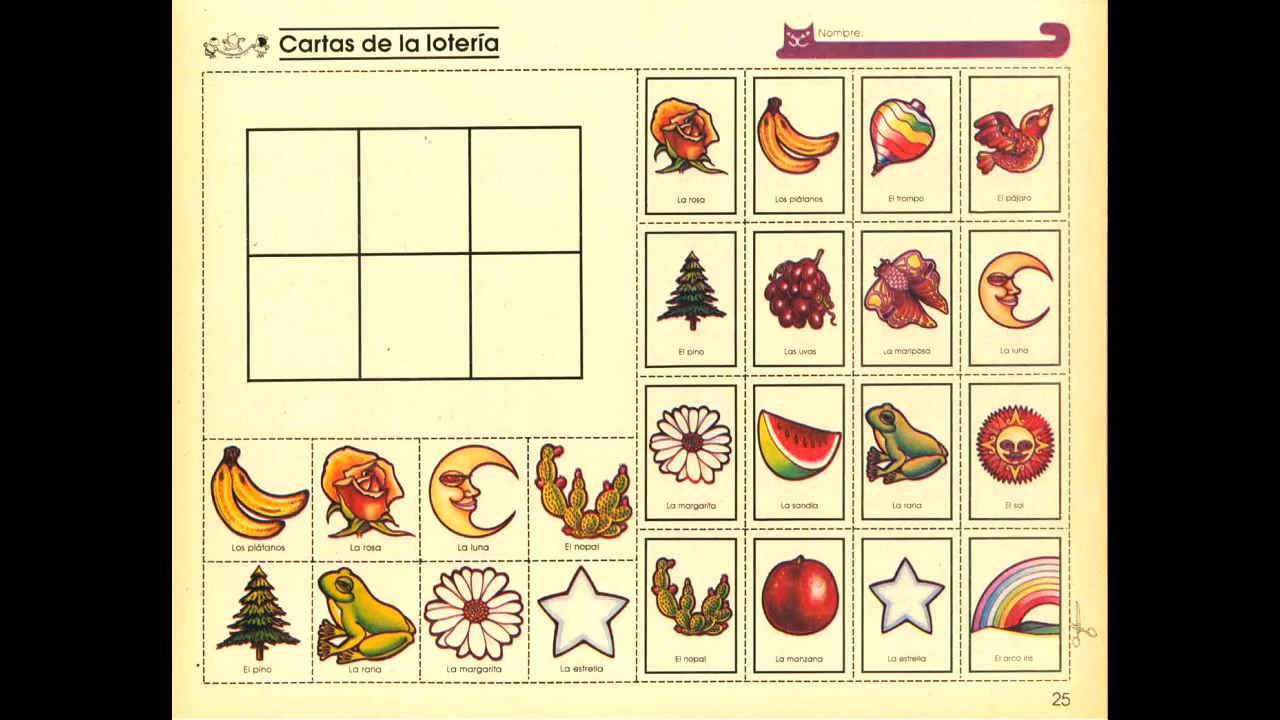 Cartas de la lotería
Nombre:
La rosa
Los plátanos
El trompo
El pájaro
El pino
Las uvas
La mariposa
La luna
La margarita
La sandía
La rana
El sol
El nopal
La manzana
La estrella
El arco iris
Los plátanos
La rosa
La luna
El nopal
El pino
La rana
La margarita
La estrella
25